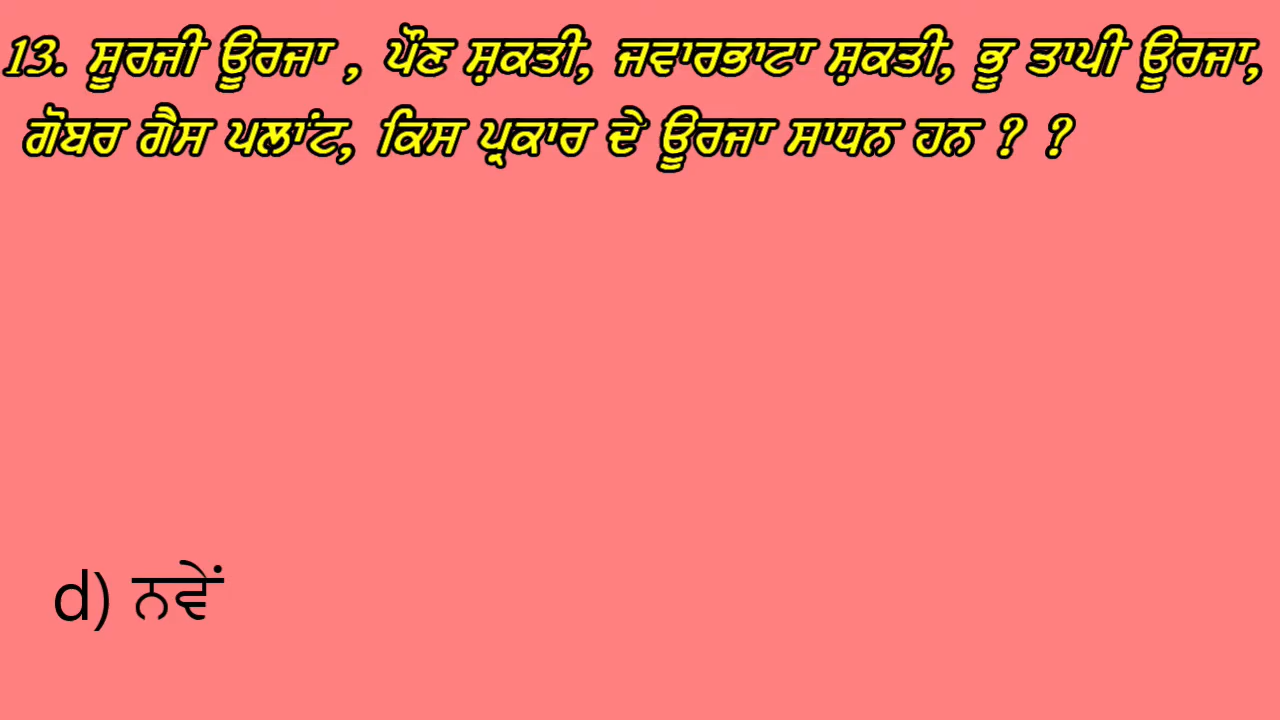 13. ਸੂਰਜੀ ਊਰਜਾ , ਪੌਣ ਸ਼ਕਤੀ, ਜਵਾਰਭਾਟਾ ਸ਼ਕਤੀ, ਭੂ ਤਾਪੀ ਊਰਜਾ,
ਗੋਬਰ ਗੈਸ ਪਲਾਂਟ, ਕਿਸ ਪ੍ਰਕਾਰ ਦੇ ਊਰਜਾ ਸਾਧਨ ਹਨ ? ?
d) ਨਵੇਂ